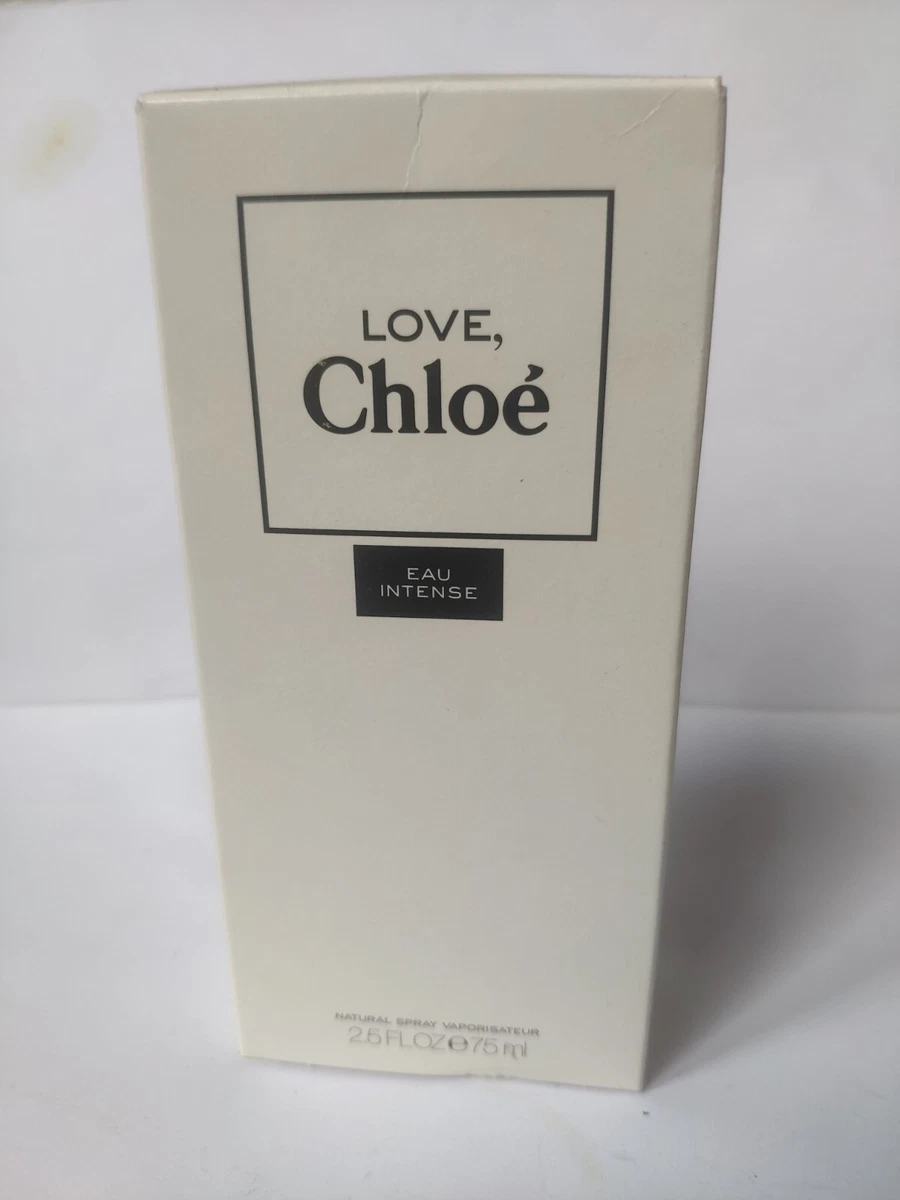 LOVE,
Chloé
EAU
INTENSE
NATURAL SPRAY VAPORISATEUR
2.5 FL OZ ℮ 75 ml